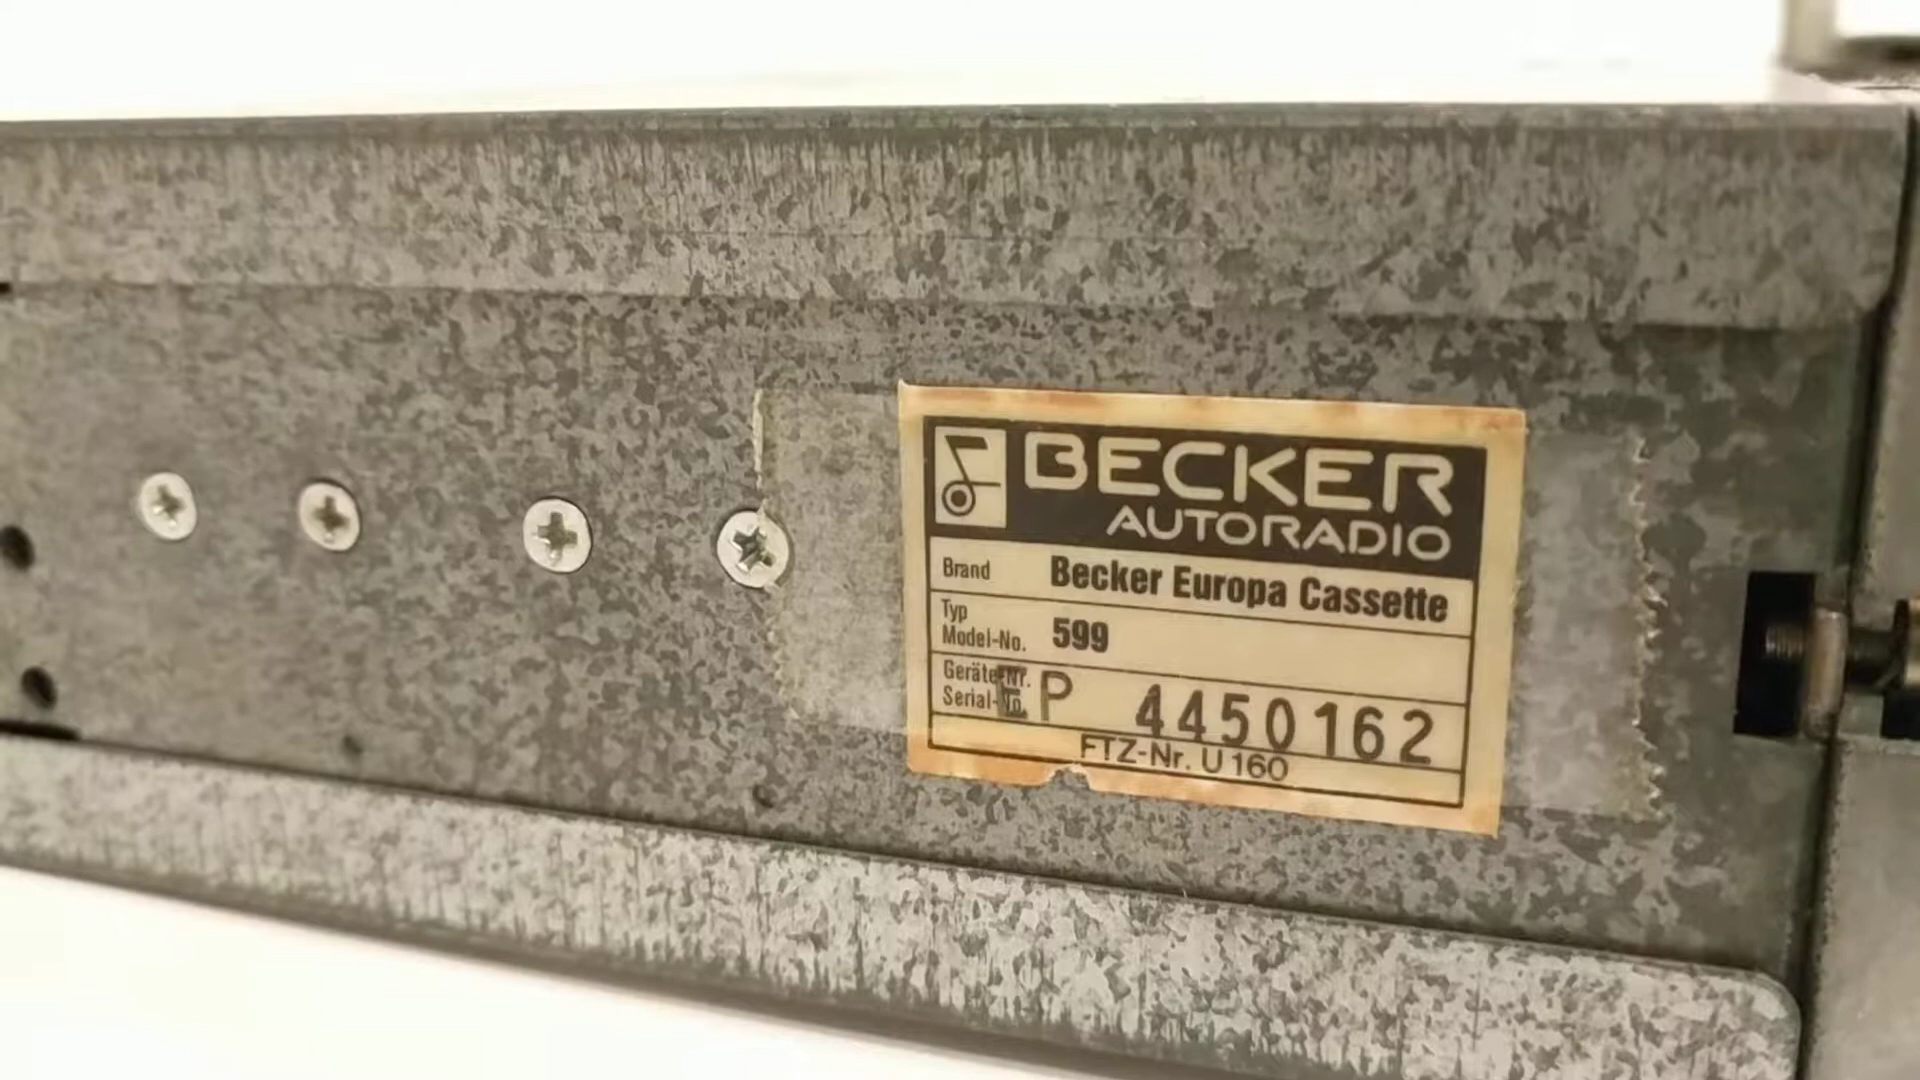 BECKER
AUTORADIO
Brand Becker Europa Cassette
Typ
Model-No. 599
Geräte-Nr.
Serial-No. EP 4450162
FTZ-Nr. U 160